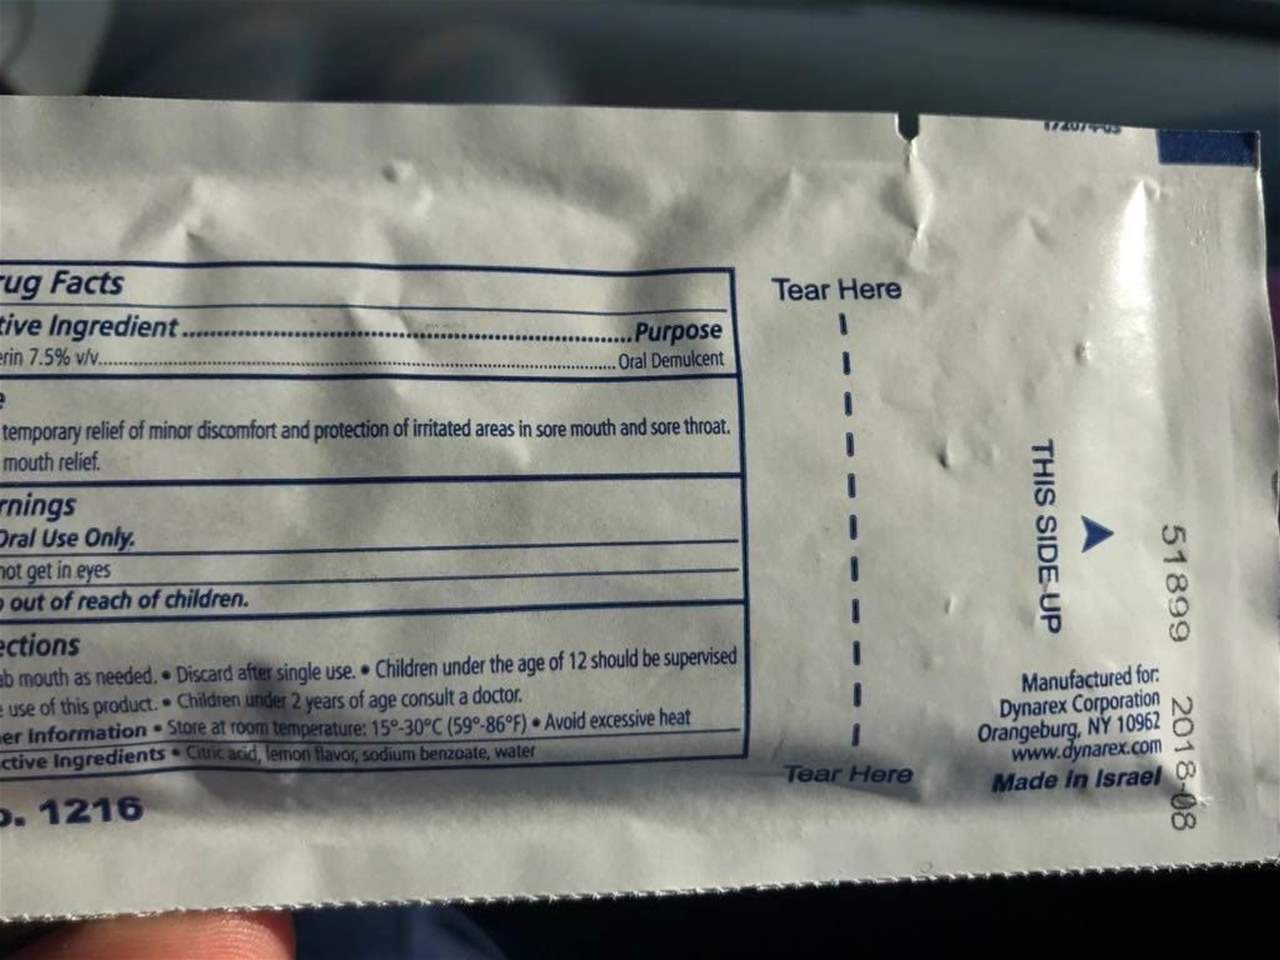 rug Facts
tive Ingredient..........Purpose
erin 7.5% v/v..........Oral Demulcent
e
temporary relief of minor discomfort and protection of irritated areas in sore mouth and sore throat.
mouth relief.
rnings
Oral Use Only.
not get in eyes
out of reach of children.
ections
ab mouth as needed. • Discard after single use. • Children under the age of 12 should be supervised
e use of this product. • Children under 2 years of age consult a doctor.
er Information • Store at room temperature: 15°-30°C (59°-86°F) • Avoid excessive heat
ctive Ingredients • Citric acid, lemon flavor, sodium benzoate, water
o. 1216
Tear Here
Tear Here
THIS SIDE UP
Manufactured for:
Dynarex Corporation
Orangeburg, NY 10962
www.dynarex.com
Made in Israel
51899 2018-08